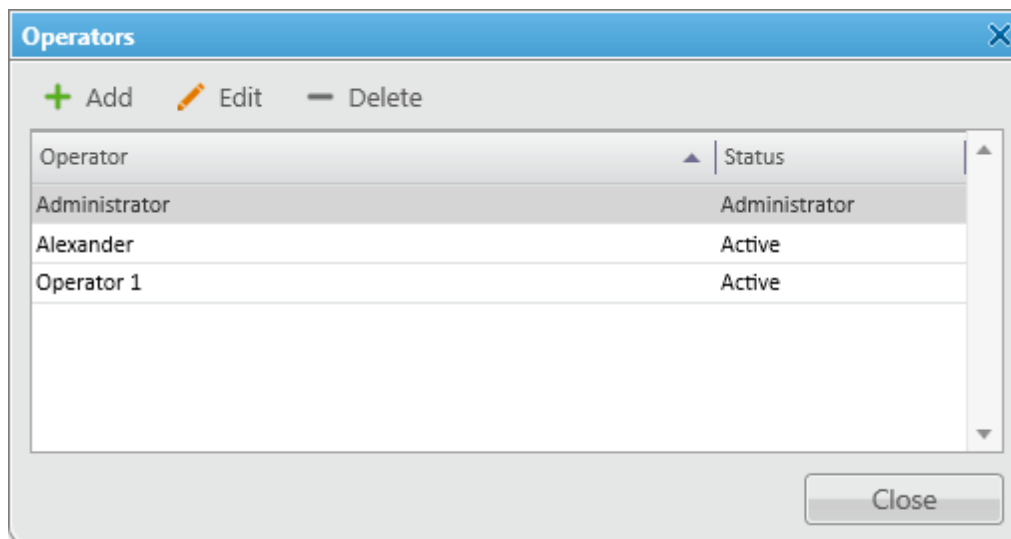 Operators
Add Edit Delete
Operator Status
Administrator Administrator
Alexander Active
Operator 1 Active
Close